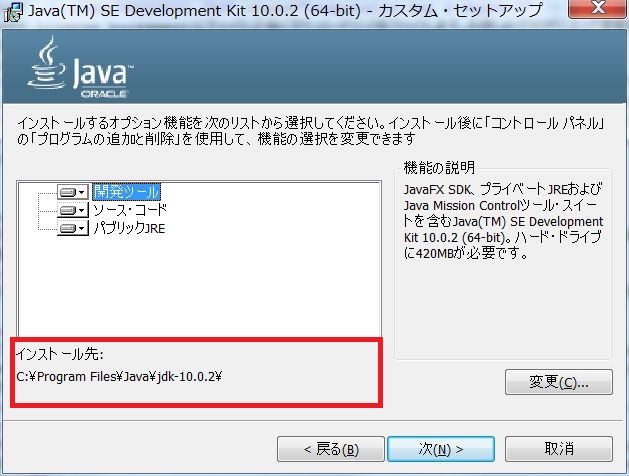 Java(TM) SE Development Kit 10.0.2 (64-bit) - カスタム・セットアップ
Java
ORACLE
インストールするオプション機能を次のリストから選択してください。インストール後に「コントロール パネル」
の「プログラムの追加と削除」を使用して、機能の選択を変更できます
開発ツール
ソース・コード
パブリックJRE
機能の説明
JavaFX SDK、プライベートJREおよび
Java Mission Controlツール・スイー
トを含むJava(TM) SE Development
Kit 10.0.2 (64-bit)。ハード・ドライブ
に420MBが必要です。
インストール先:
C:¥Program Files¥Java¥jdk-10.0.2¥
変更(C)...
< 戻る(B)
次(N) >
取消